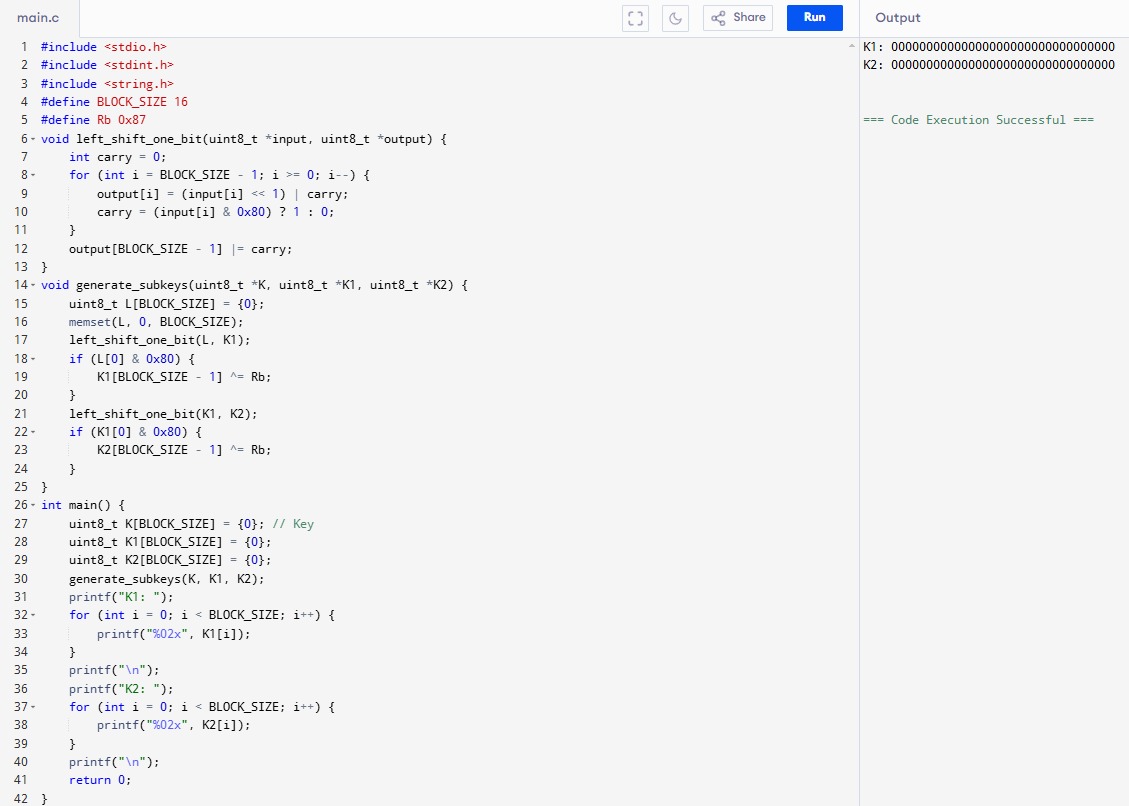 main.c
Share
Run
Output
1 #include <stdio.h>
2 #include <stdint.h>
3 #include <string.h>
4 #define BLOCK_SIZE 16
5 #define Rb 0x87
6 void left_shift_one_bit(uint8_t *input, uint8_t *output) {
7     int carry = 0;
8     for (int i = BLOCK_SIZE - 1; i >= 0; i--) {
9         output[i] = (input[i] << 1) | carry;
10         carry = (input[i] & 0x80) ? 1 : 0;
11     }
12     output[BLOCK_SIZE - 1] |= carry;
13 }
14 void generate_subkeys(uint8_t *K, uint8_t *K1, uint8_t *K2) {
15     uint8_t L[BLOCK_SIZE] = {0};
16     memset(L, 0, BLOCK_SIZE);
17     left_shift_one_bit(L, K1);
18     if (L[0] & 0x80) {
19         K1[BLOCK_SIZE - 1] ^= Rb;
20     }
21     left_shift_one_bit(K1, K2);
22     if (K1[0] & 0x80) {
23         K2[BLOCK_SIZE - 1] ^= Rb;
24     }
25 }
26 int main() {
27     uint8_t K[BLOCK_SIZE] = {0}; // Key
28     uint8_t K1[BLOCK_SIZE] = {0};
29     uint8_t K2[BLOCK_SIZE] = {0};
30     generate_subkeys(K, K1, K2);
31     printf("K1: ");
32     for (int i = 0; i < BLOCK_SIZE; i++) {
33         printf("%02x", K1[i]);
34     }
35     printf("\n");
36     printf("K2: ");
37     for (int i = 0; i < BLOCK_SIZE; i++) {
38         printf("%02x", K2[i]);
39     }
40     printf("\n");
41     return 0;
42 }
K1: 00000000000000000000000000000000
K2: 00000000000000000000000000000000
=== Code Execution Successful ===